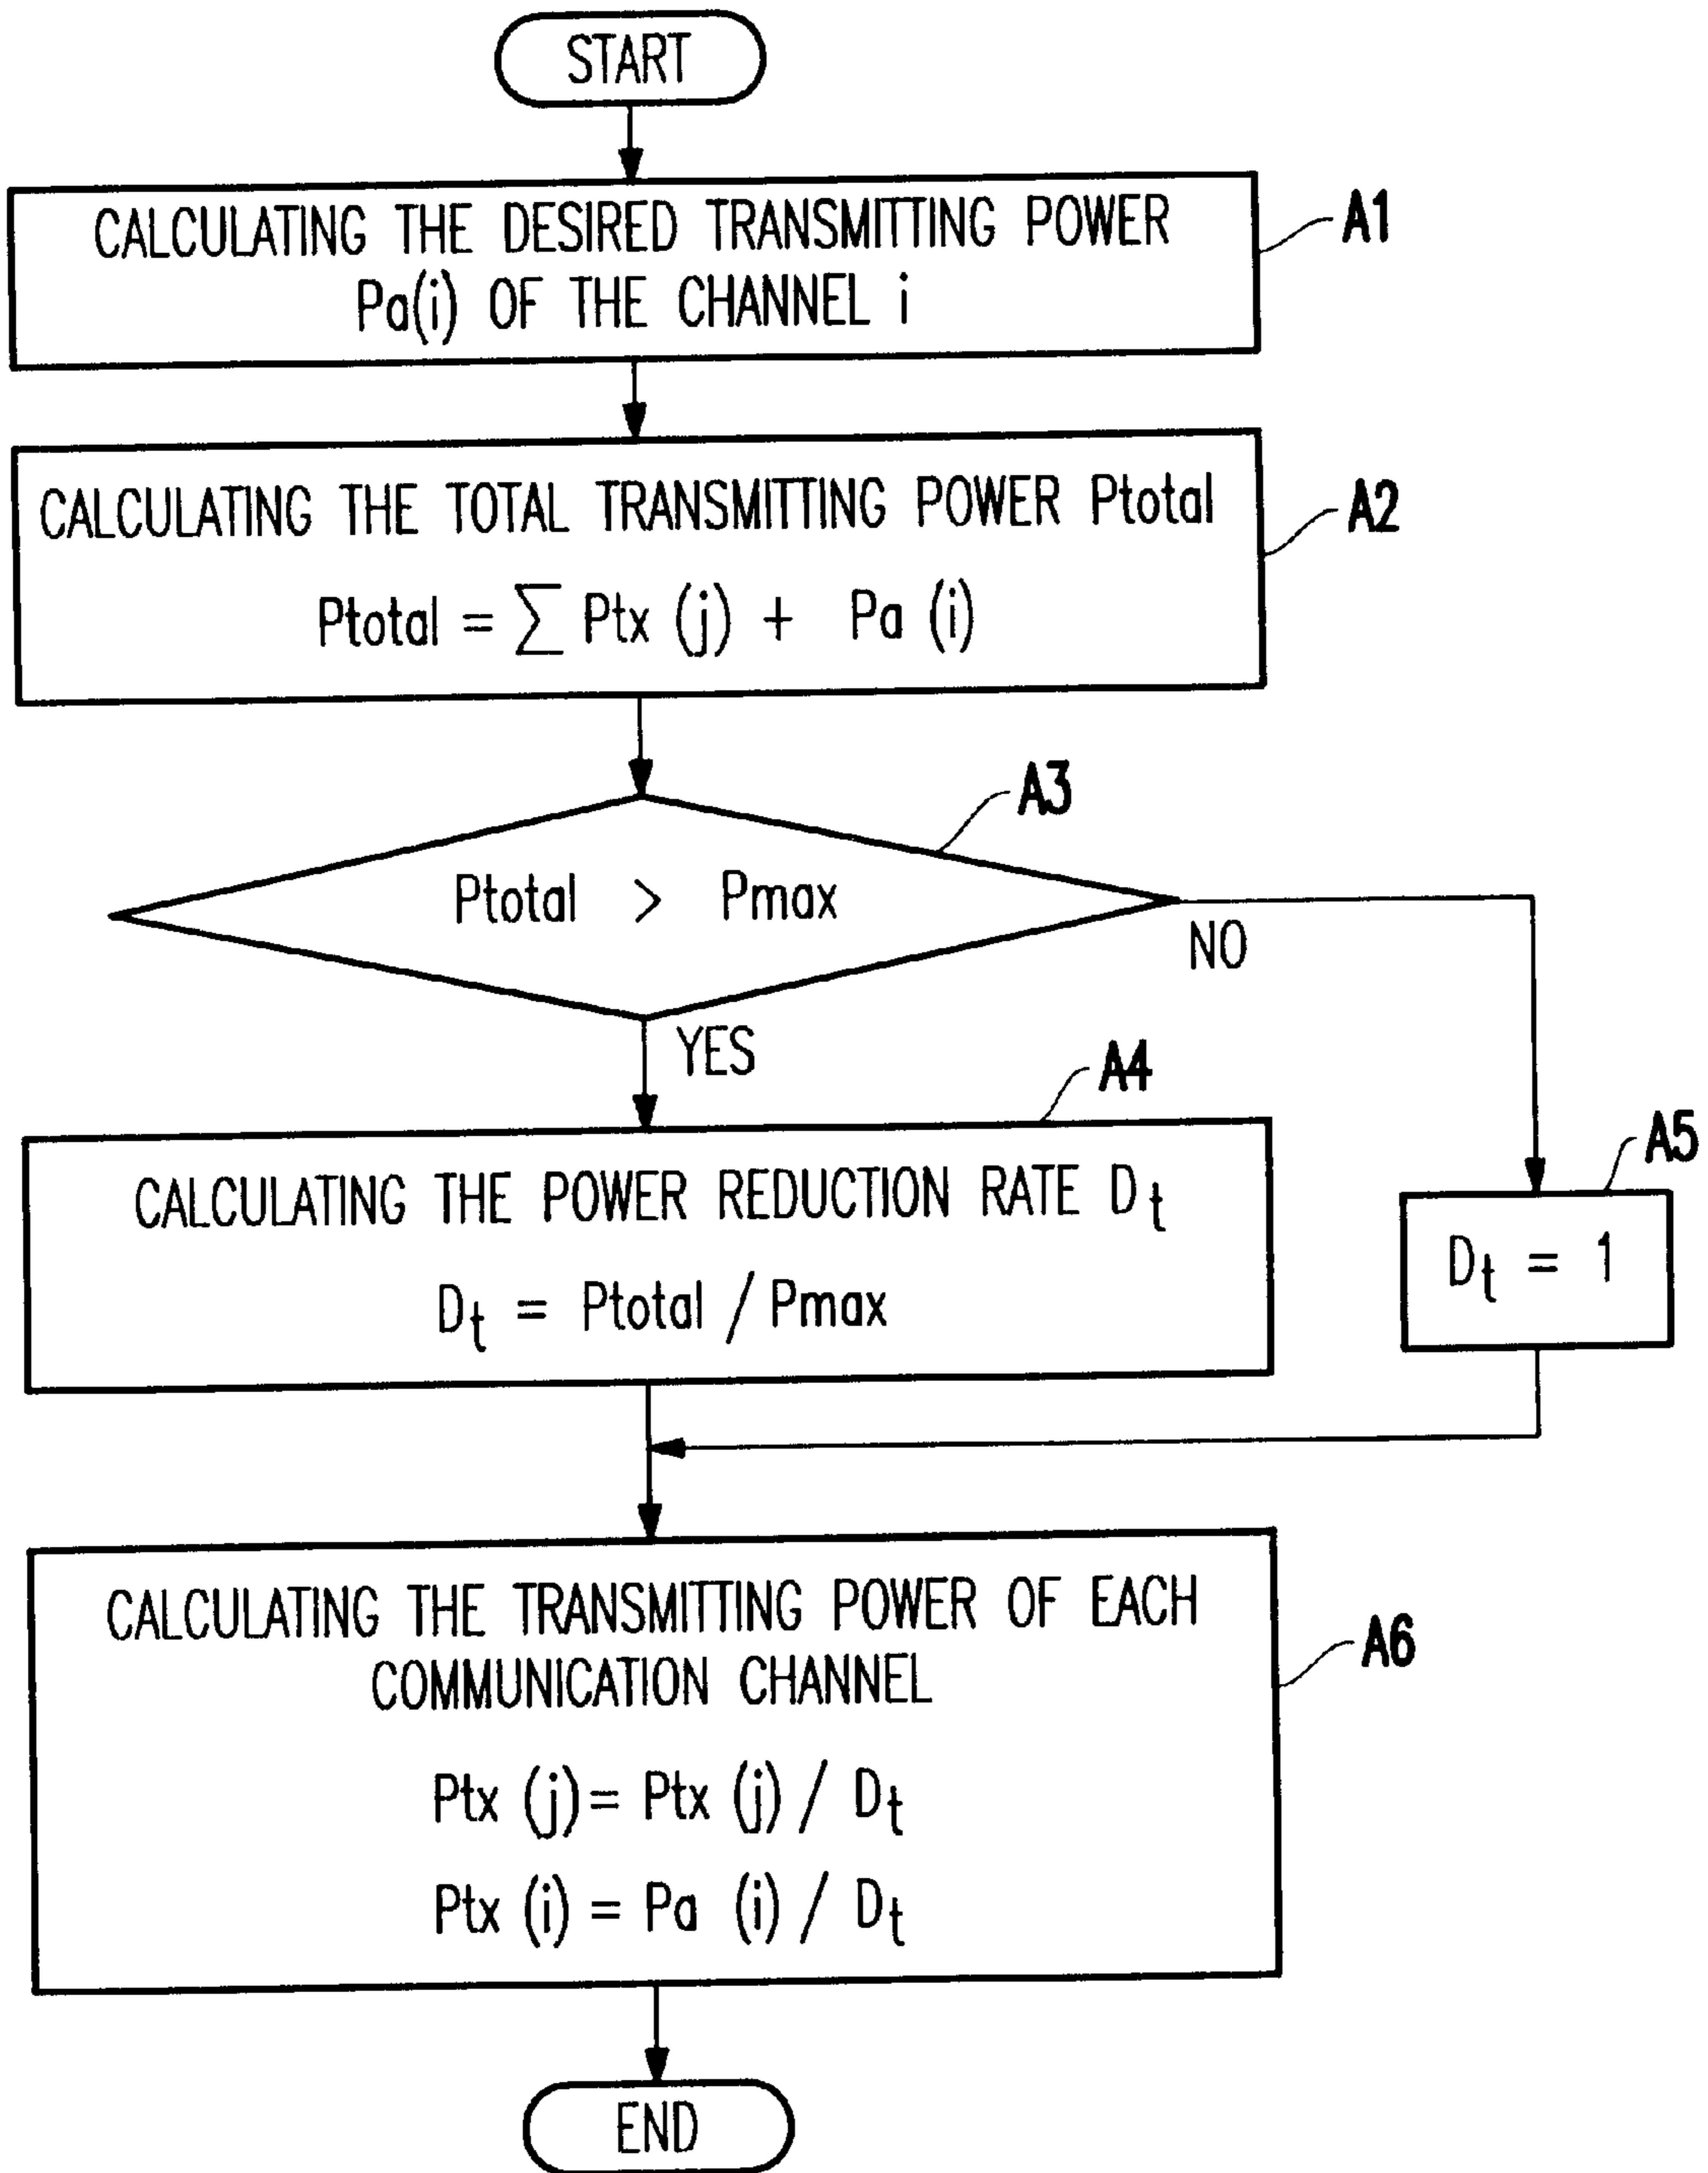 START
CALCULATING THE DESIRED TRANSMITTING POWER
Pa(i) OF THE CHANNEL i
A1
CALCULATING THE TOTAL TRANSMITTING POWER Ptotal
Ptotal = ∑ Ptx (j) + Pa (i)
A2
A3
Ptotal > Pmax
NO
YES
A4
CALCULATING THE POWER REDUCTION RATE Dt
Dt = Ptotal / Pmax
A5
Dt = 1
CALCULATING THE TRANSMITTING POWER OF EACH
COMMUNICATION CHANNEL
Ptx (j) = Ptx (j) / Dt
Ptx (i) = Pa (i) / Dt
A6
END